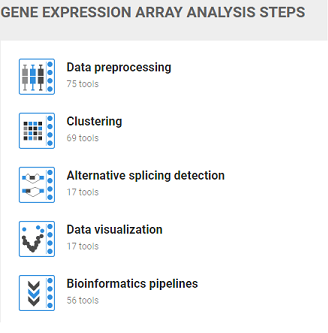 GENE EXPRESSION ARRAY ANALYSIS STEPS
Data preprocessing
75 tools
Clustering
69 tools
Alternative splicing detection
17 tools
Data visualization
17 tools
Bioinformatics pipelines
56 tools